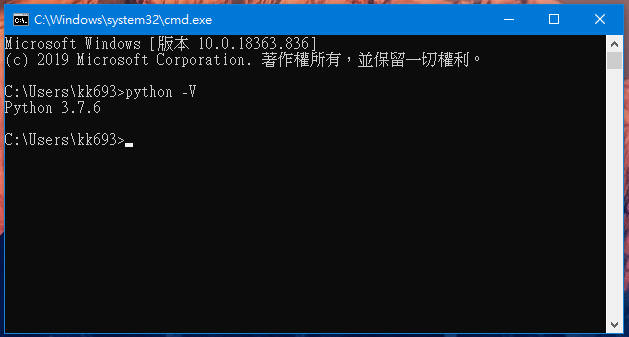 C:\Windows\system32\cmd.exe
Microsoft Windows [版本 10.0.18363.836]
(c) 2019 Microsoft Corporation. 著作權所有，並保留一切權利。
C:\Users\kk693>python -V
Python 3.7.6
C:\Users\kk693>